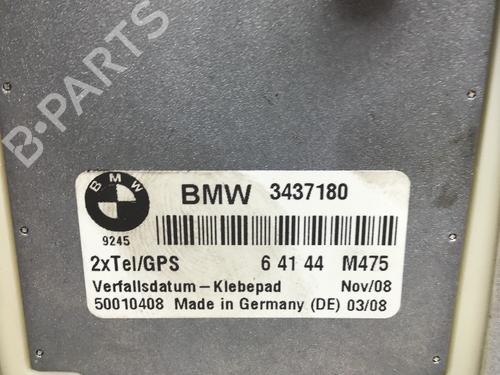 B-PARTS
BMW
BMW 3437180
9245
2xTel/GPS 6 41 44 M475
Verfallsdatum – Klebepad Nov/08
50010408 Made in Germany (DE) 03/08